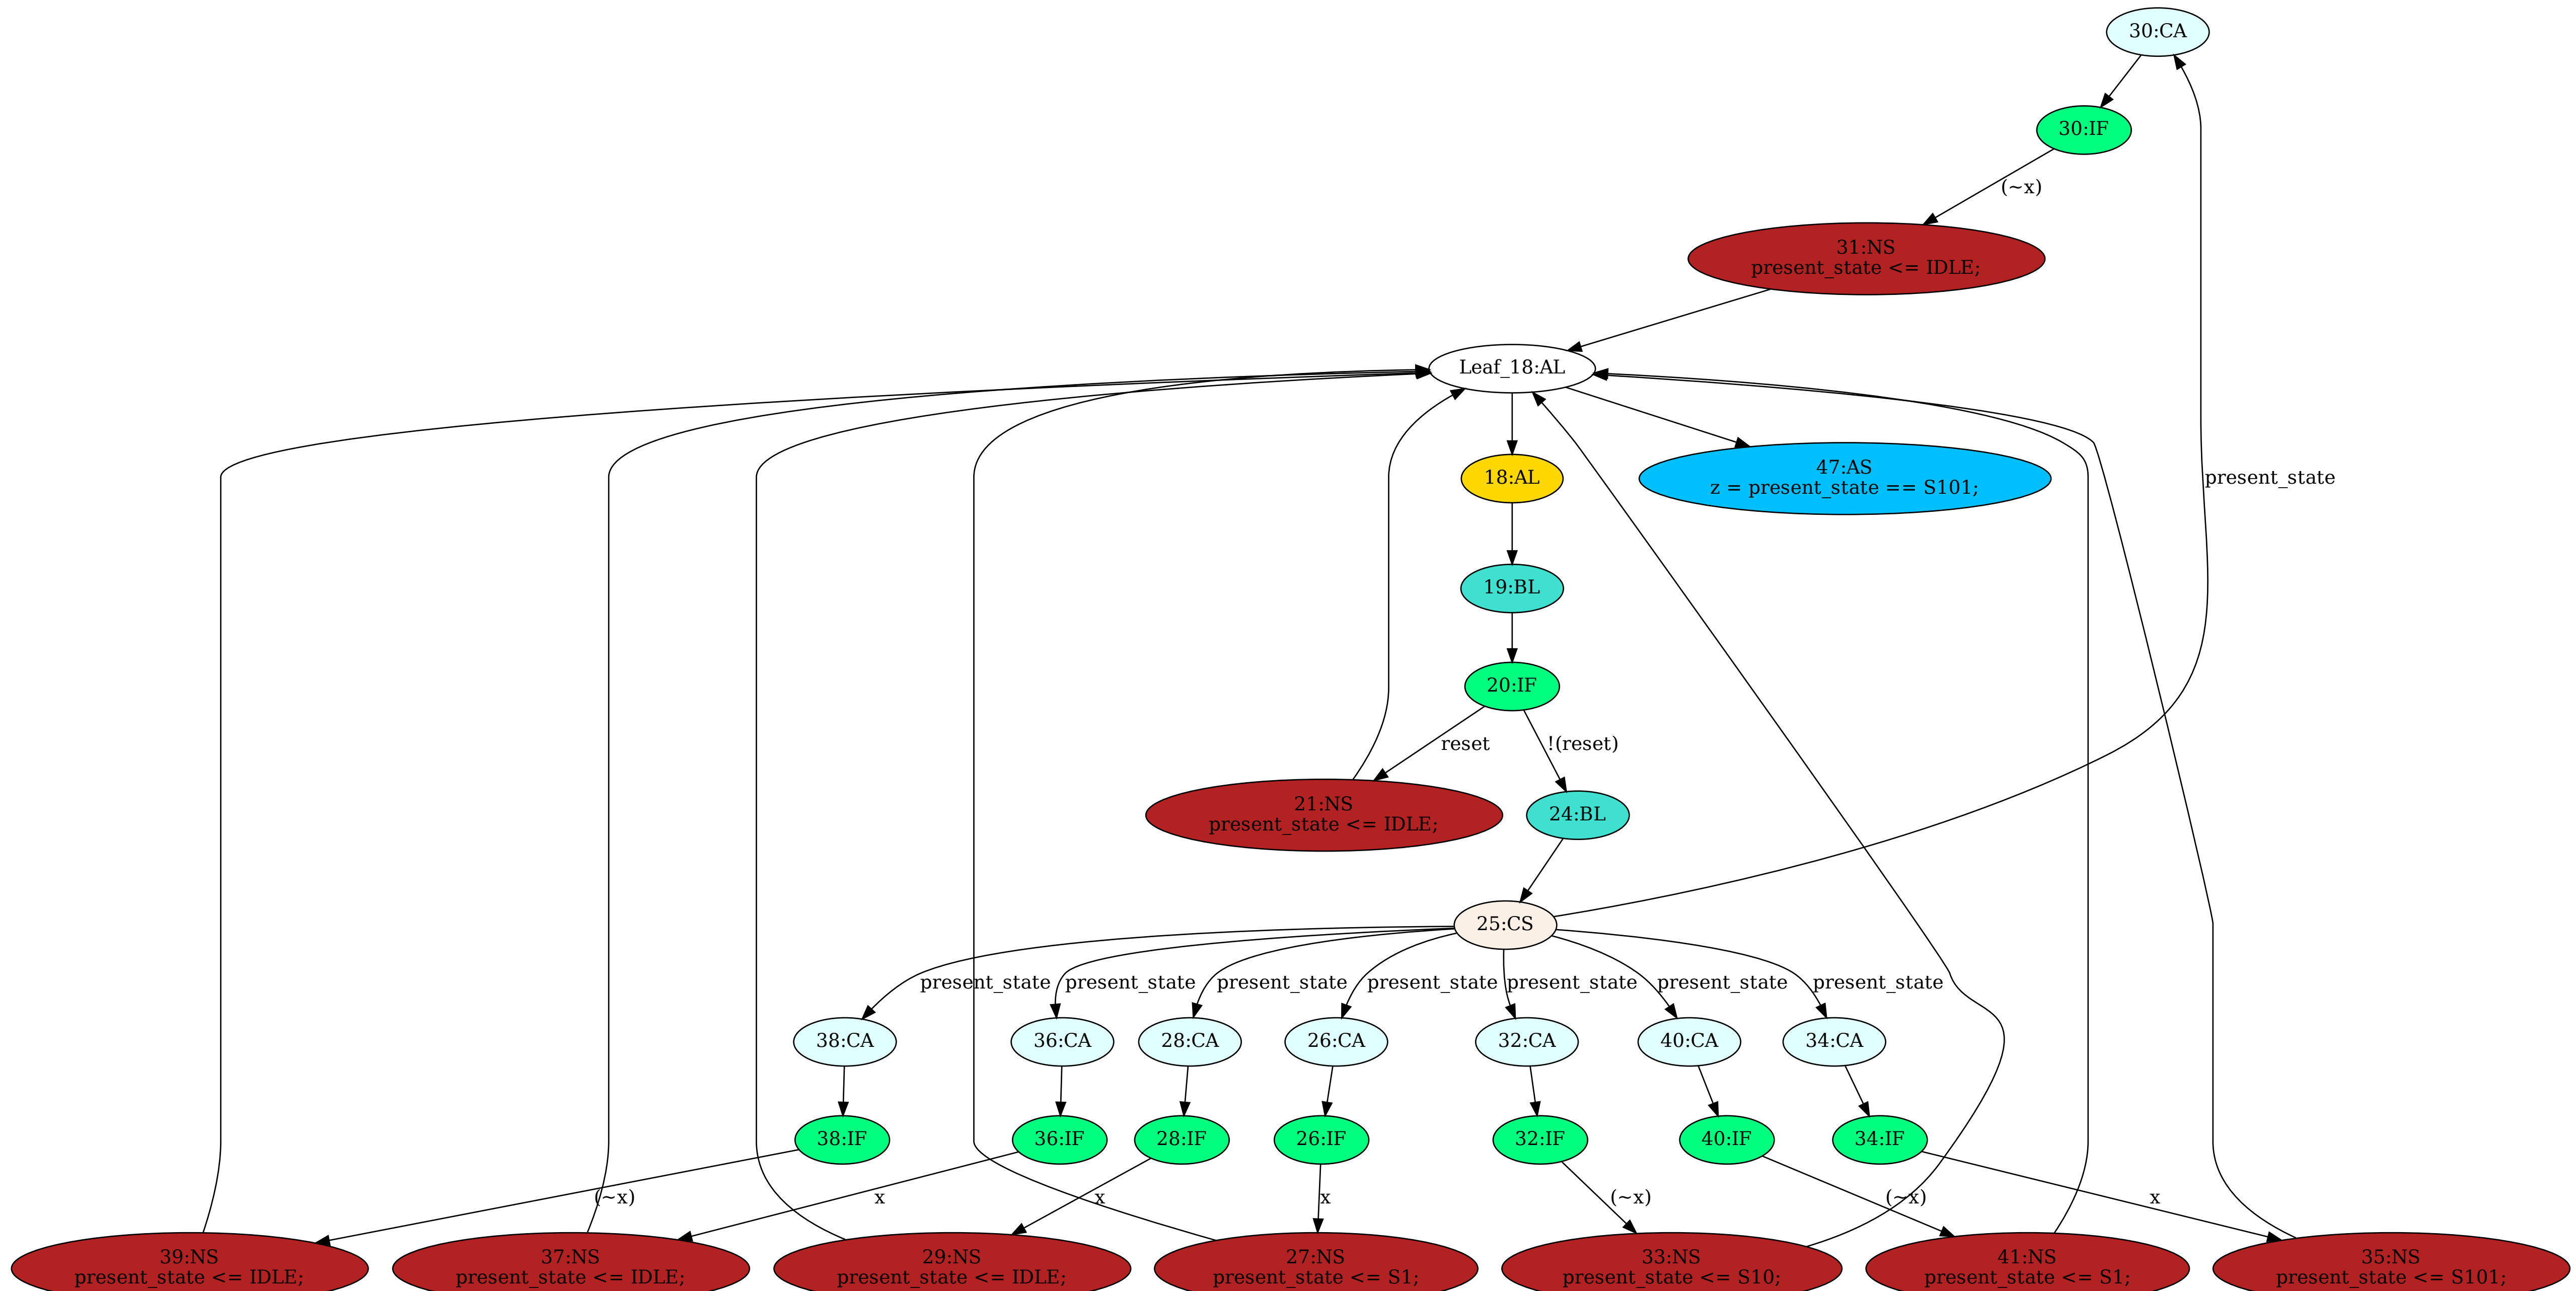 30:CA
30:IF
(~x)
31:NS
present_state <= IDLE;
Leaf_18:AL
18:AL
47:AS
z = present_state == S101;
present_state
19:BL
20:IF
reset
!(reset)
21:NS
present_state <= IDLE;
24:BL
25:CS
present_state
present_state
present_state
present_state
present_state
present_state
present_state
38:CA
36:CA
28:CA
26:CA
32:CA
40:CA
34:CA
38:IF
36:IF
28:IF
26:IF
32:IF
40:IF
34:IF
(~x)
x
x
x
(~x)
(~x)
x
39:NS
present_state <= IDLE;
37:NS
present_state <= IDLE;
29:NS
present_state <= IDLE;
27:NS
present_state <= S1;
33:NS
present_state <= S10;
41:NS
present_state <= S1;
35:NS
present_state <= S101;